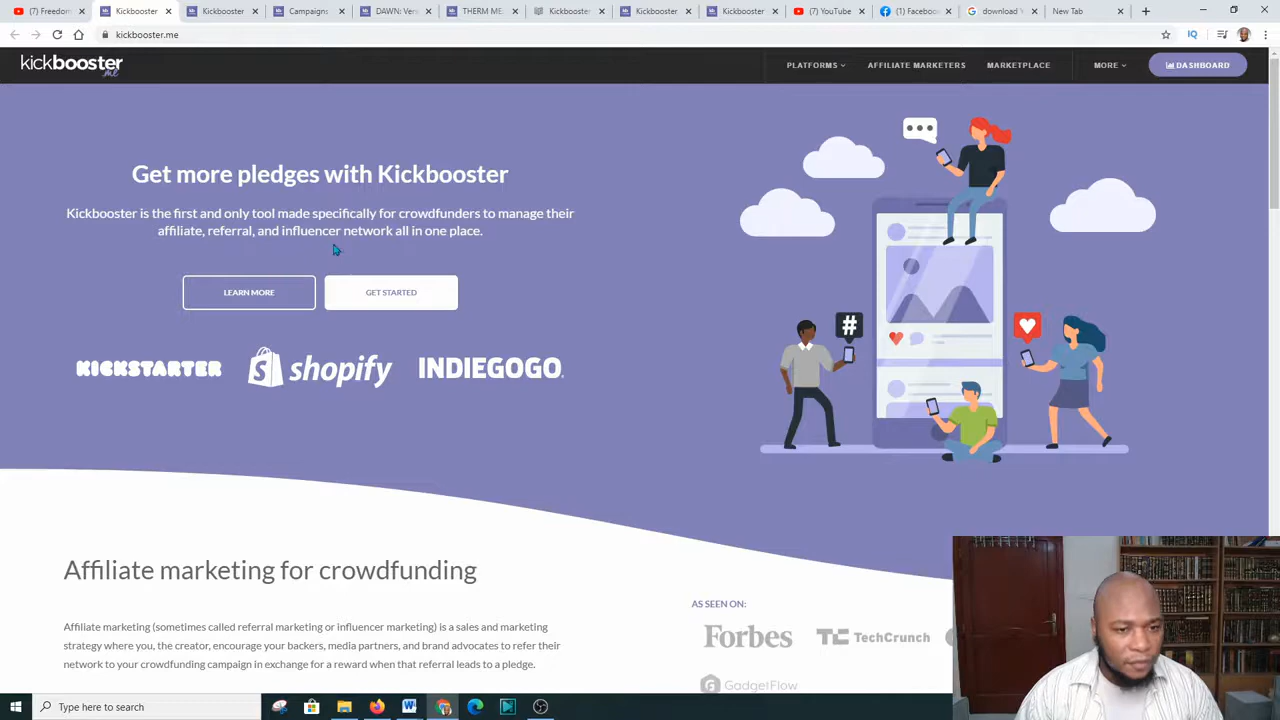 (7) Freedom
Kickbooster
Kickbooster
Campaigns
DAWN: Ver
THERM ME
Kickbooste
Kickbooster
Kickbooster
(7) YouTube
(1) Faceboo
download
New Tab
kickbooster.me
IQ
kickbooster
.me
PLATFORMS
AFFILIATE MARKETERS
MARKETPLACE
MORE
DASHBOARD
Get more pledges with Kickbooster
Kickbooster is the first and only tool made specifically for crowdfunders to manage their
affiliate, referral, and influencer network all in one place.
LEARN MORE
GET STARTED
KICKSTARTER
shopify
INDIEGOGO
#
Affiliate marketing for crowdfunding
Affiliate marketing (sometimes called referral marketing or influencer marketing) is a sales and marketing
strategy where you, the creator, encourage your backers, media partners, and brand advocates to refer their
network to your crowdfunding campaign in exchange for a reward when that referral leads to a pledge.
AS SEEN ON:
Forbes
TechCrunch
GadgetFlow
Type here to search